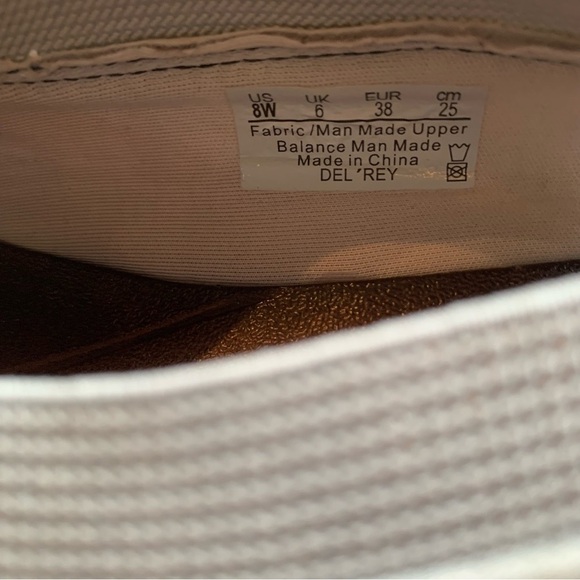 US UK EUR cm
8W 6 38 25
Fabric /Man Made Upper
Balance Man Made
Made in China
DEL´REY